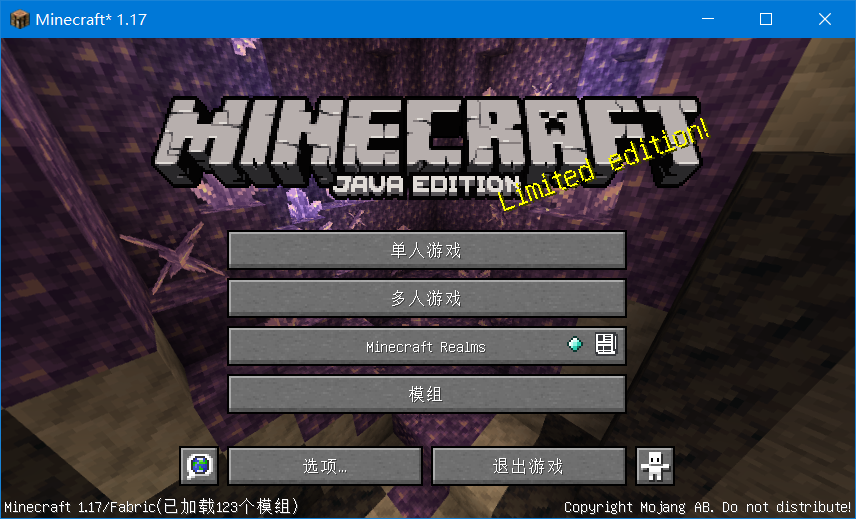 Minecraft* 1.17
MINECRAFT
JAVA EDITION
Limited edition!
单人游戏
多人游戏
Minecraft Realms
模组
选项...
退出游戏
Minecraft 1.17/Fabric(已加载123个模组)
Copyright Mojang AB. Do not distribute!